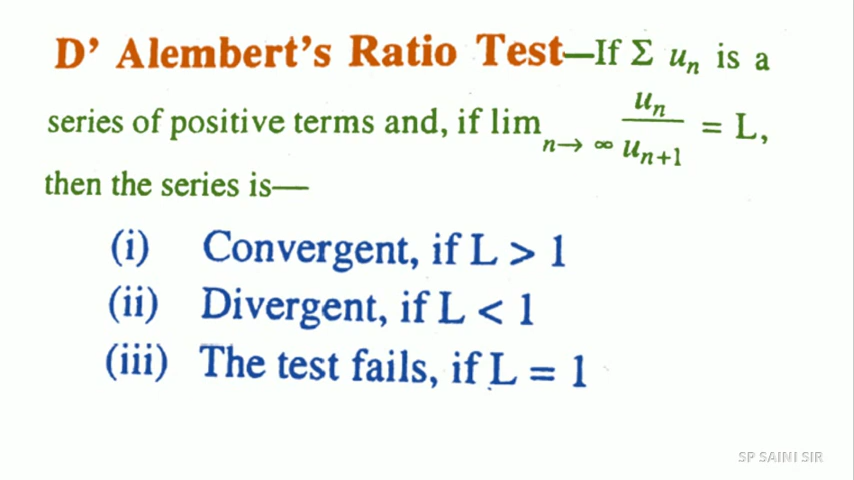 D' Alembert's Ratio Test—If Σ uₙ is a
series of positive terms and, if lim n→ ∞ uₙ / uₙ₊₁ = L,
then the series is—
(i) Convergent, if L > 1
(ii) Divergent, if L < 1
(iii) The test fails, if L = 1
SP SAINI SIR